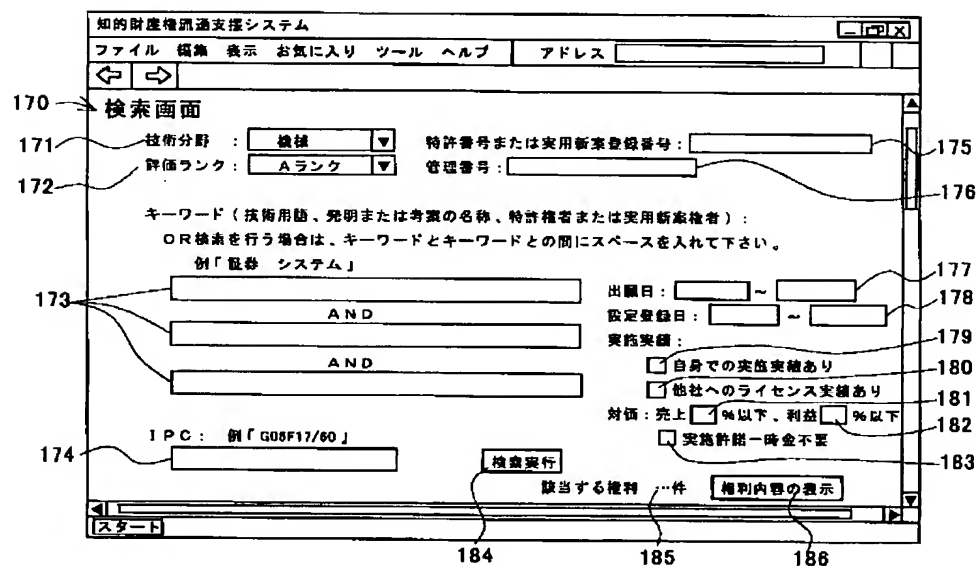 知的財産権流通支援システム
ファイル 編集 表示 お気に入り ツール ヘルプ アドレス
170 検索画面
171 技術分野 : 機械 ▼ 特許番号または実用新案登録番号 : 175
172 評価ランク : Aランク ▼ 管理番号 : 176
キーワード (技術用語、発明または考案の名称、特許権者または実用新案権者) :
OR検索を行う場合は、キーワードとキーワードとの間にスペースを入れて下さい。
例「証券 システム」
173
AND
AND
出願日 : ~ 177
設定登録日 : ~ 178
実施実績 :
自身での実施実績あり 179
他社へのライセンス実績あり 180
対価 : 売上 %以下、利益 %以下 181 182
実施許諾一時金不要 183
IPC : 例「G06F17/60」
174
検索実行 184
該当する権利 …件 185
権利内容の表示 186
スタート